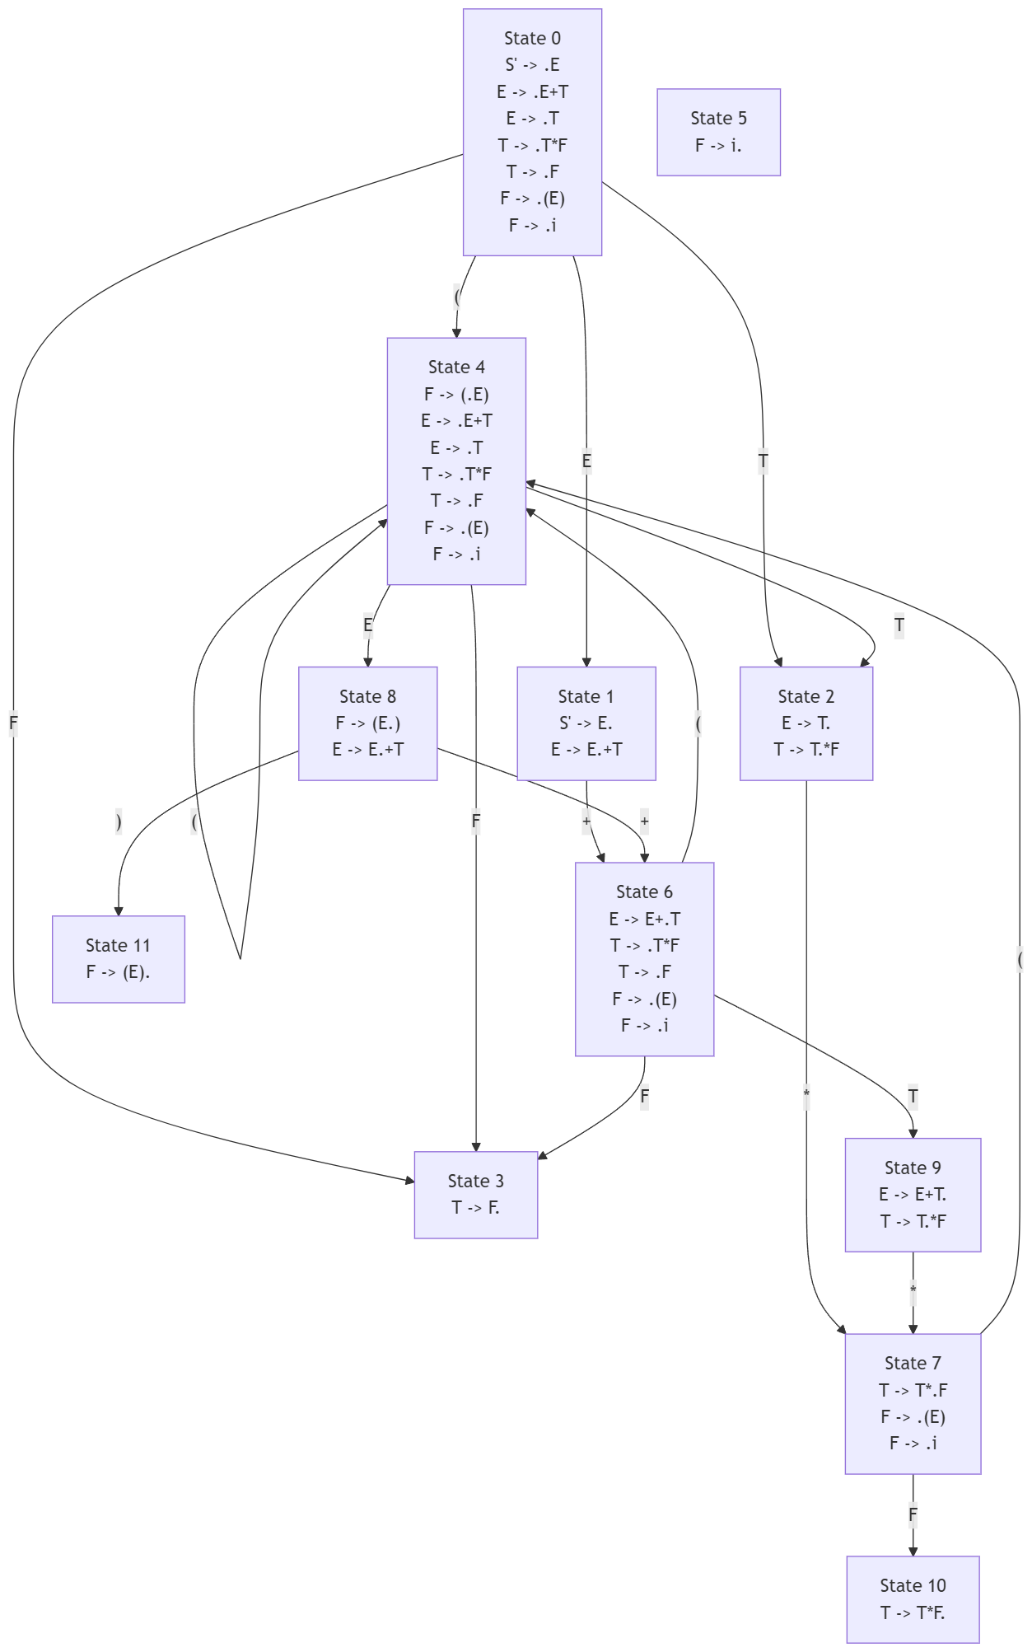 State 0
S' -> .E
E -> .E+T
E -> .T
T -> .T*F
T -> .F
F -> .(E)
F -> .i
State 5
F -> i.
(
State 4
F -> (.E)
E -> .E+T
E -> .T
T -> .T*F
T -> .F
F -> .(E)
F -> .i
E
T
E
T
State 8
F -> (E.)
E -> E.+T
State 1
S' -> E.
E -> E.+T
State 2
E -> T.
T -> T.*F
F
(
)
(
F
+
+
State 6
E -> E+.T
T -> .T*F
T -> .F
F -> .(E)
F -> .i
State 11
F -> (E).
(
F
*
T
State 3
T -> F.
State 9
E -> E+T.
T -> T.*F
*
State 7
T -> T*.F
F -> .(E)
F -> .i
F
State 10
T -> T*F.